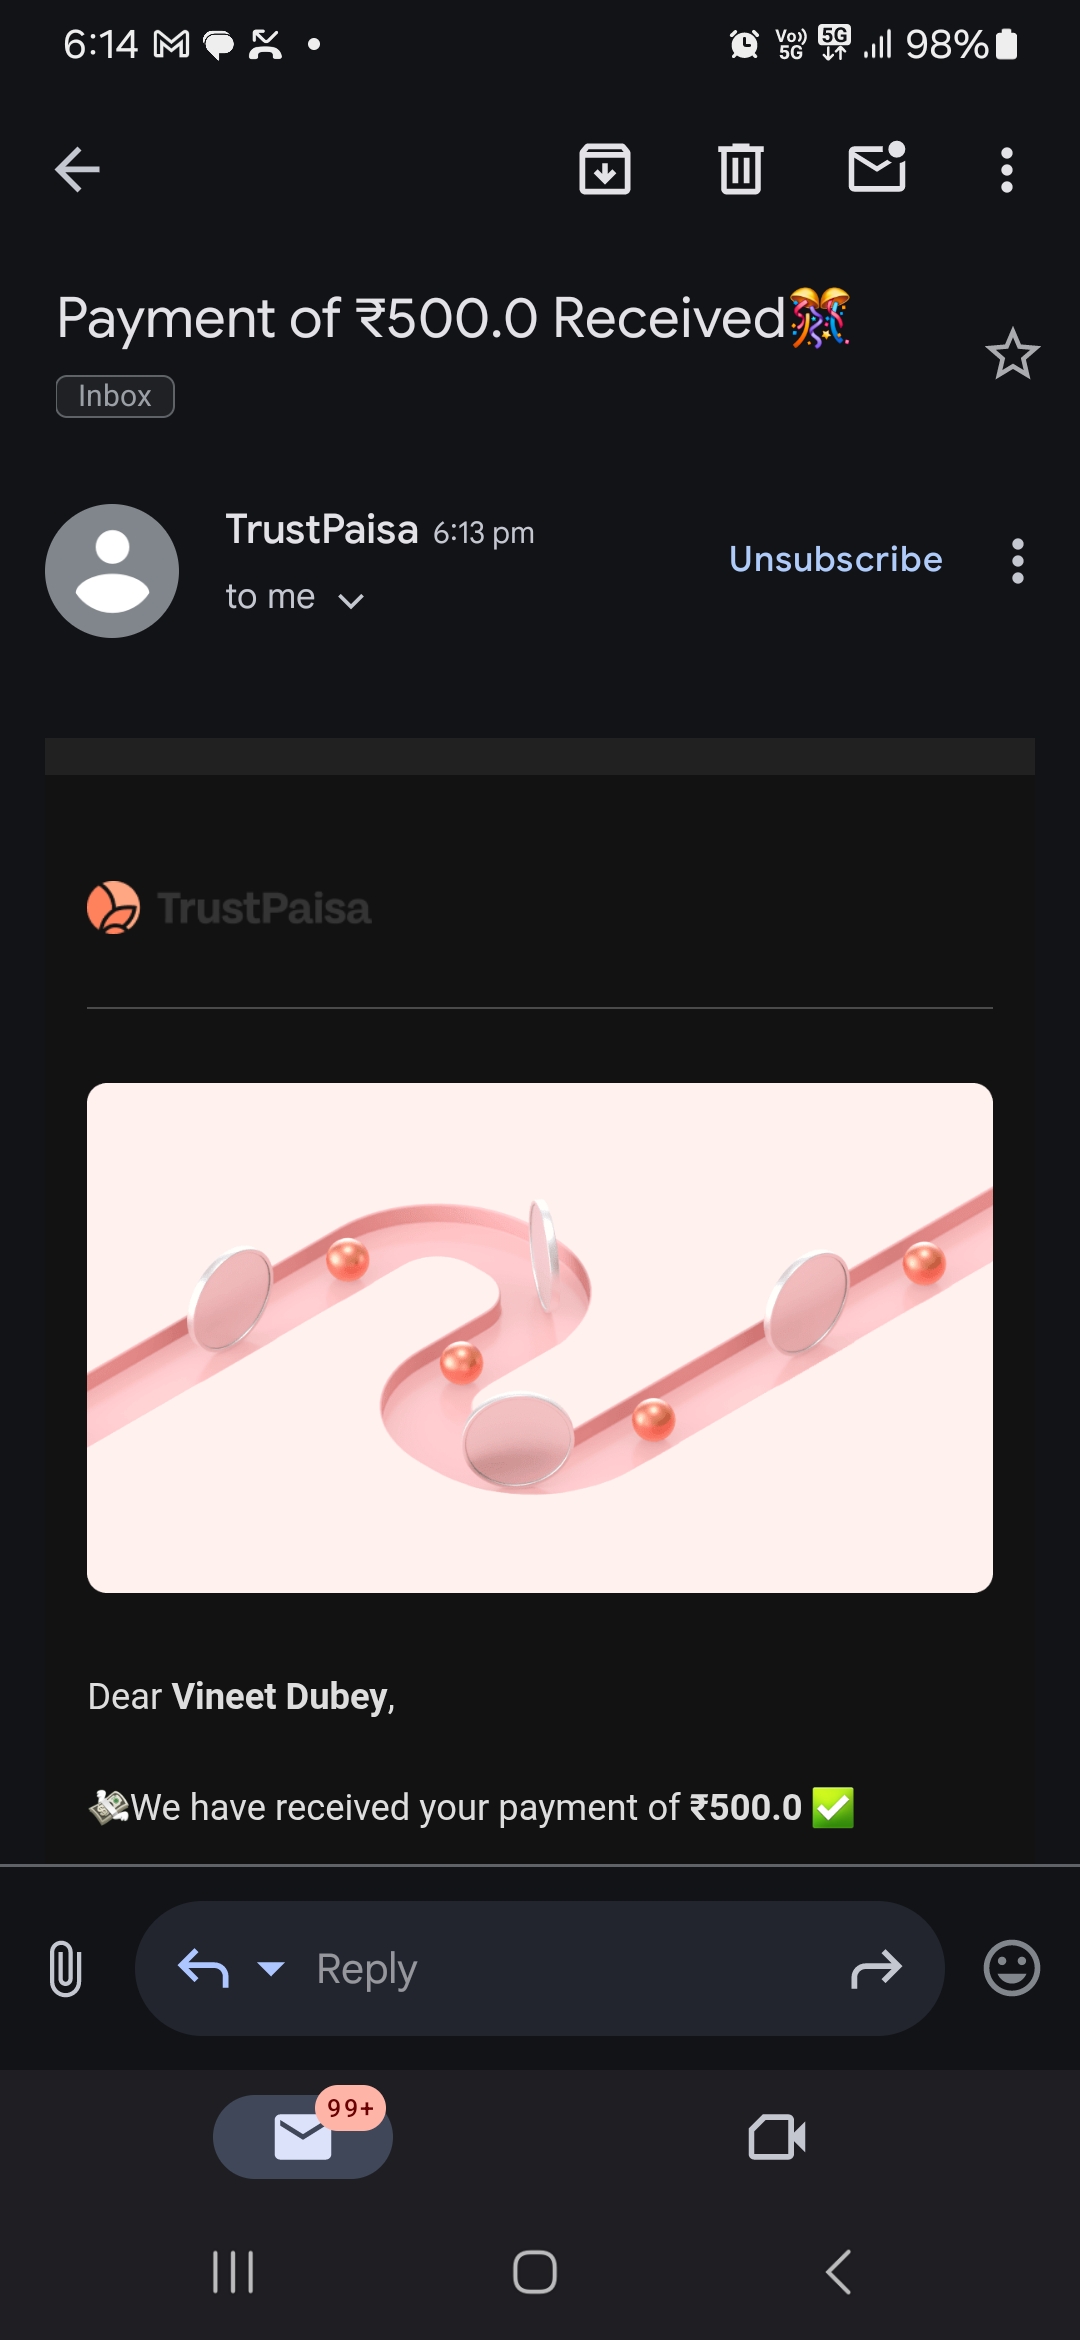 6:14
Vo)) 5G 5G 98%
Payment of ₹500.0 Received🎊
Inbox
TrustPaisa 6:13 pm
Unsubscribe
to me
TrustPaisa
Dear Vineet Dubey,
💸We have received your payment of ₹500.0 ✅
Reply
99+